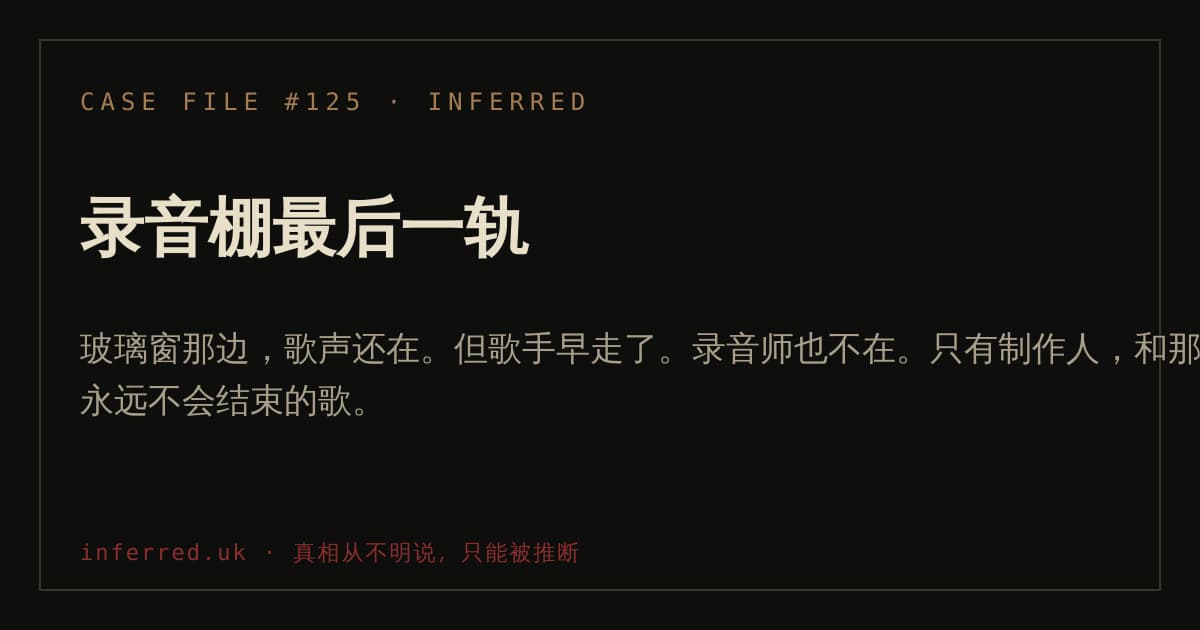 CASE FILE #125 · INFERRED
录音棚最后一轨
玻璃窗那边，歌声还在。但歌手早走了。录音师也不在。只有制作人，和那
永远不会结束的歌。
inferred.uk · 真相从不明说，只能被推断